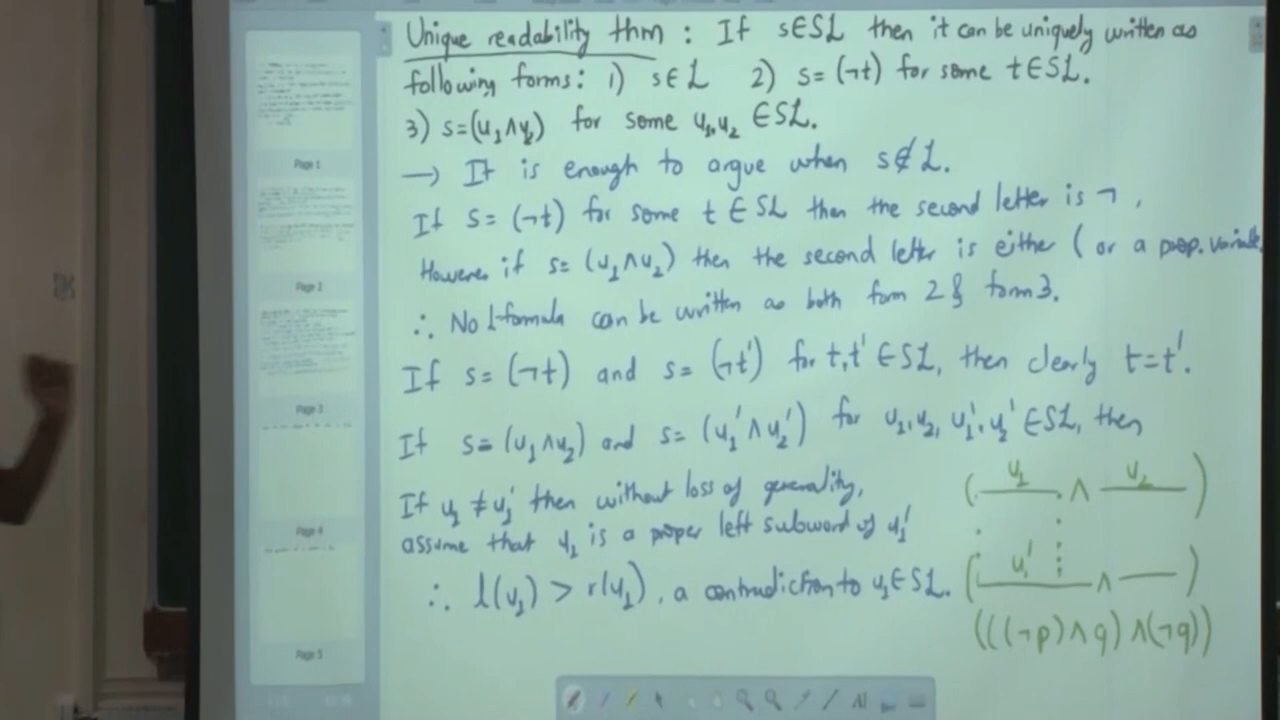 Unique readability thm : If s∈SL then it can be uniquely written as
following forms: 1) s∈L 2) s=(¬t) for some t∈SL.
3) s=(u₁∧u₂) for some u₁,u₂ ∈SL.
→ It is enough to argue when s∉L.
If s=(¬t) for some t∈SL then the second letter is ¬.
However if s=(u₁∧u₂) then the second letter is either ( or a prop. variable
∴ No L-formula can be written as both form 2 & form 3.
If s=(¬t) and s=(¬t') for t,t'∈SL, then clearly t=t'.
If s=(u₁∧u₂) and s=(u₁'∧u₂') for u₁,u₂,u₁',u₂'∈SL, then
If u₁≠u₁' then without loss of generality,
assume that u₁ is a proper left subword of u₁'
∴ l(u₁) > r(u₁), a contradiction to u₁∈SL.
( u₁ ∧ u₂ )
( u₁' ∧ )
(((¬p)∧q)∧(¬q))
Page 1
Page 2
Page 3
Page 4
Page 5
AI